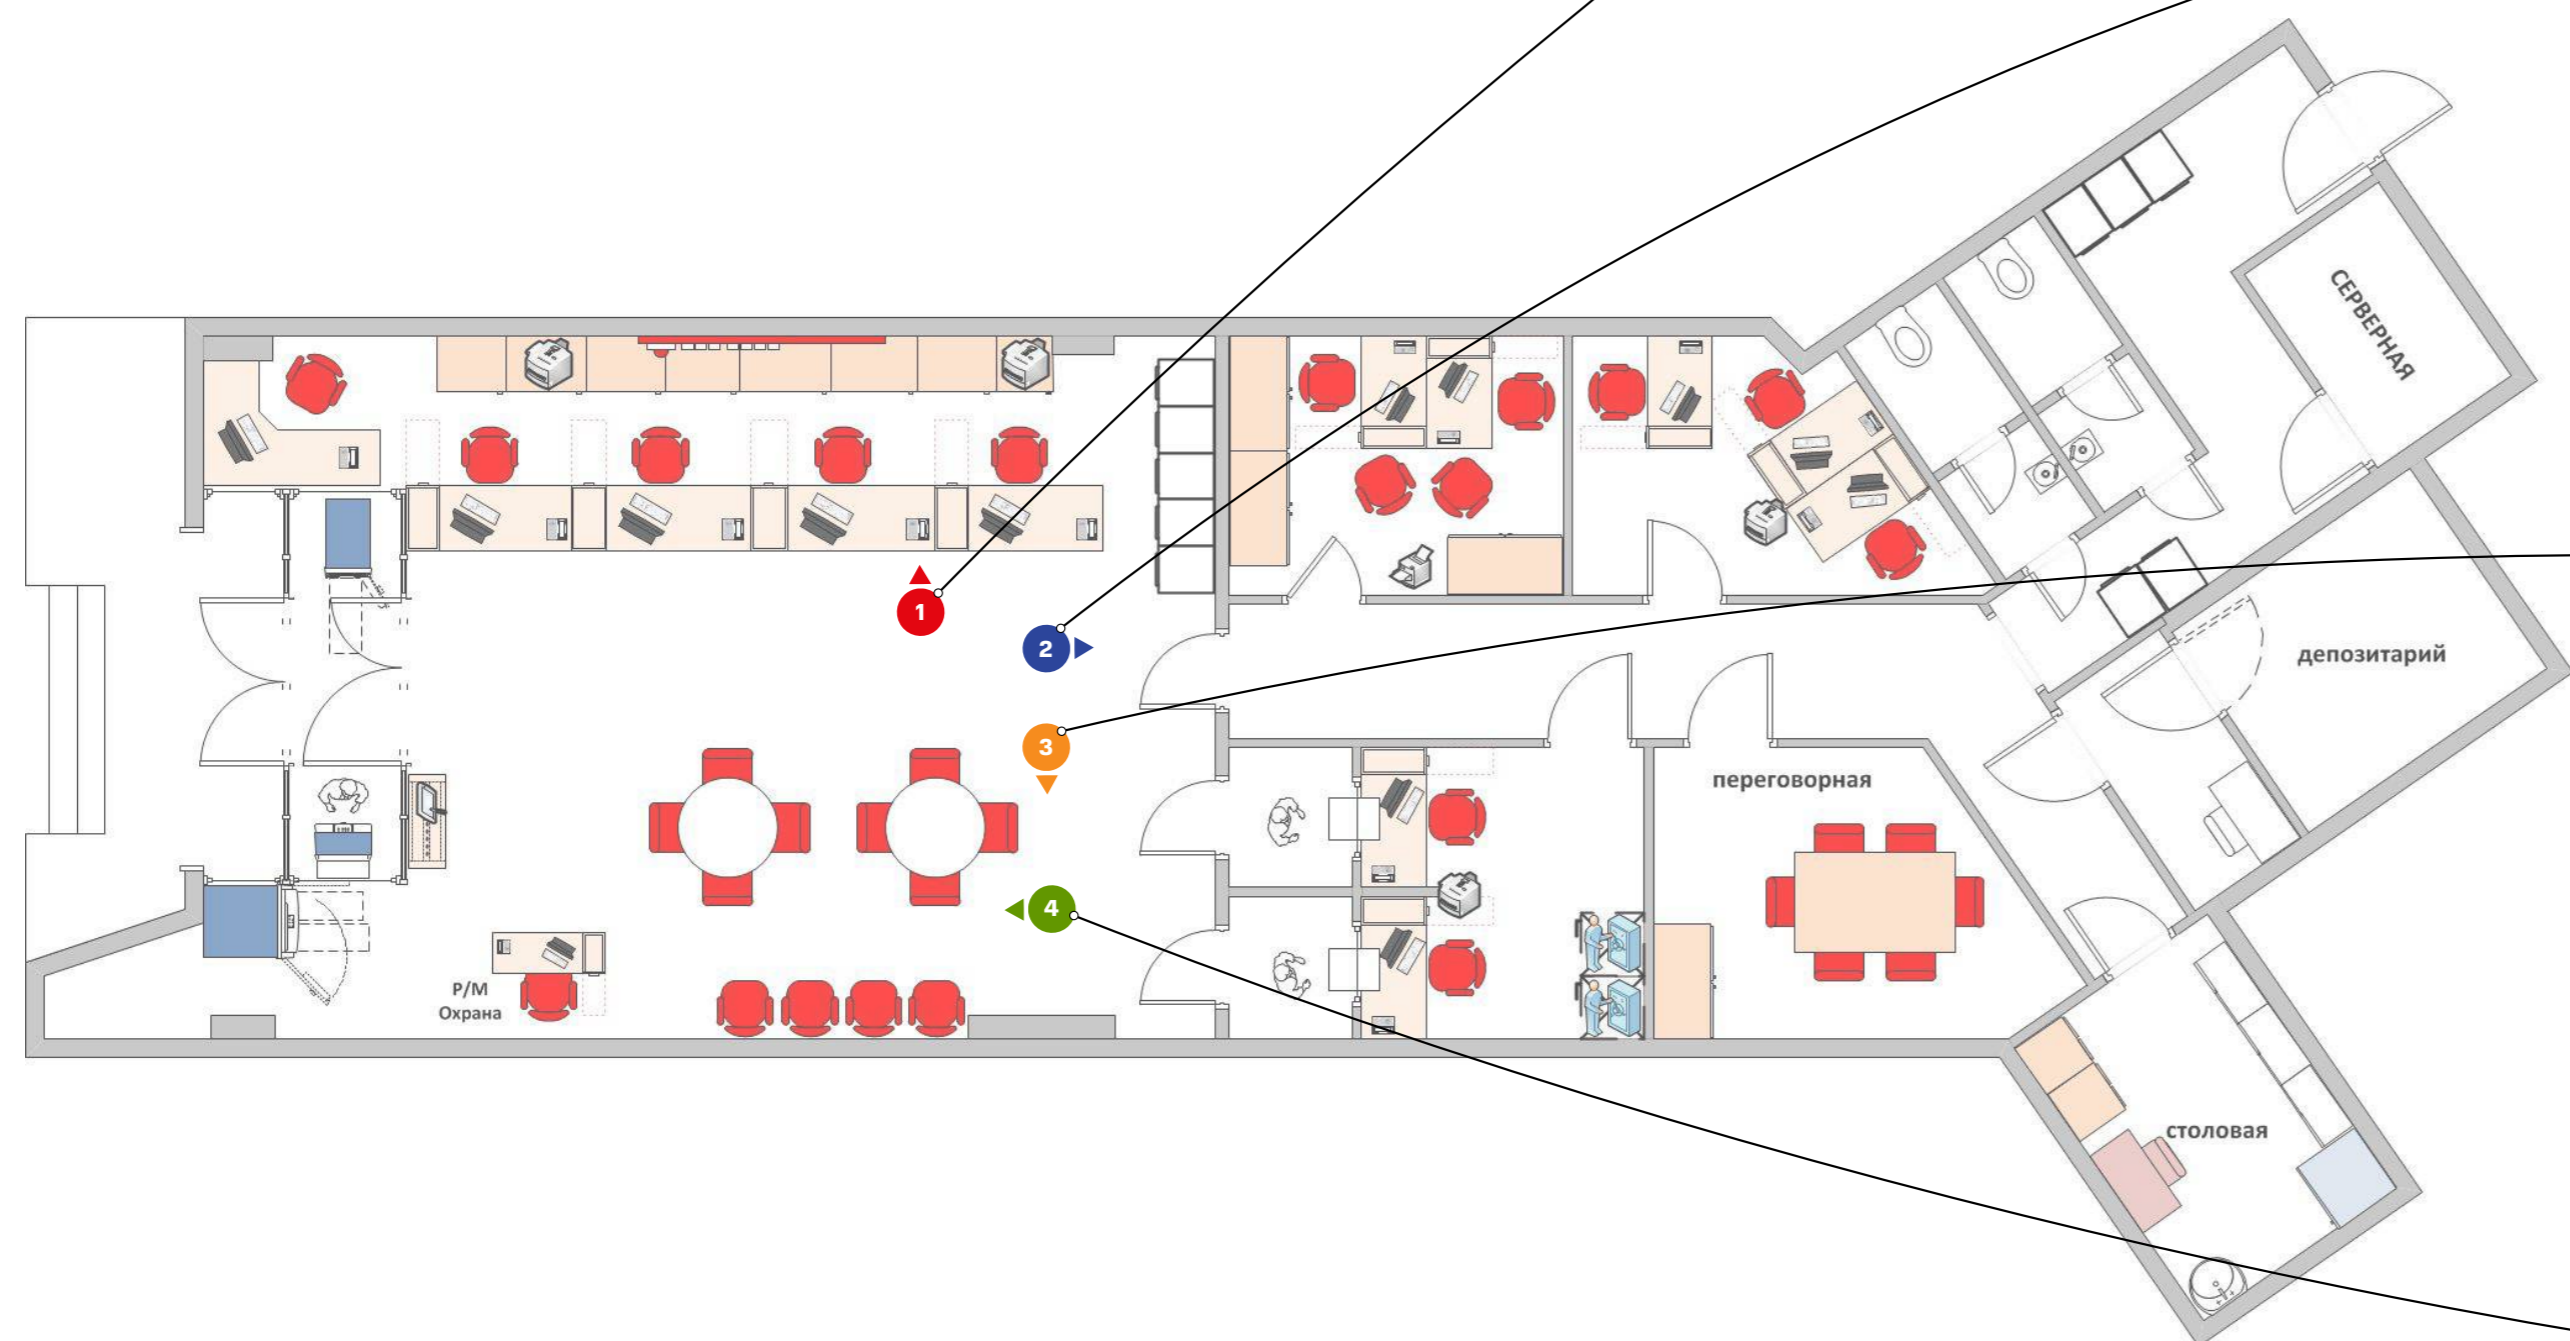 СЕРВЕРНАЯ
1
2
депозитарий
3
переговорная
4
Р/М
Охрана
столовая